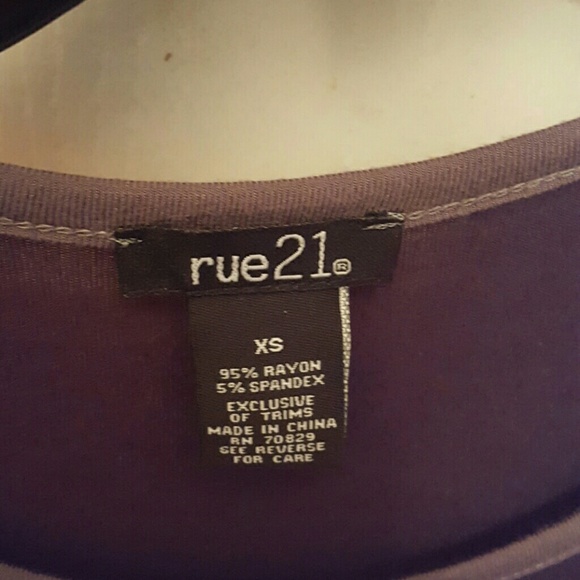 rue21®
XS
95% RAYON
5% SPANDEX
EXCLUSIVE
OF TRIMS
MADE IN CHINA
RN 70829
SEE REVERSE
FOR CARE